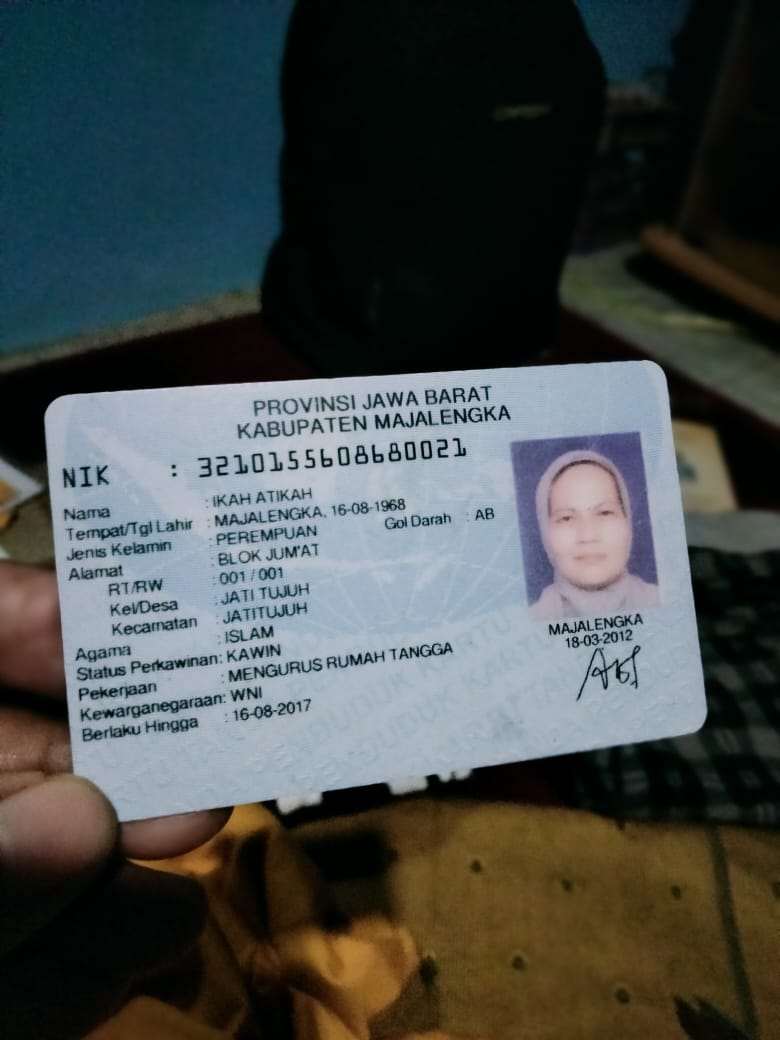 PROVINSI JAWA BARAT
KABUPATEN MAJALENGKA
NIK : 3210155608680021
Nama : IKAH ATIKAH
Tempat/Tgl Lahir : MAJALENGKA, 16-08-1968
Jenis Kelamin : PEREMPUAN Gol Darah : AB
Alamat : BLOK JUM'AT
RT/RW : 001 / 001
Kel/Desa : JATI TUJUH
Kecamatan : JATITUJUH
Agama : ISLAM
Status Perkawinan: KAWIN
Pekerjaan : MENGURUS RUMAH TANGGA
Kewarganegaraan: WNI
Berlaku Hingga : 16-08-2017
MAJALENGKA
18-03-2012